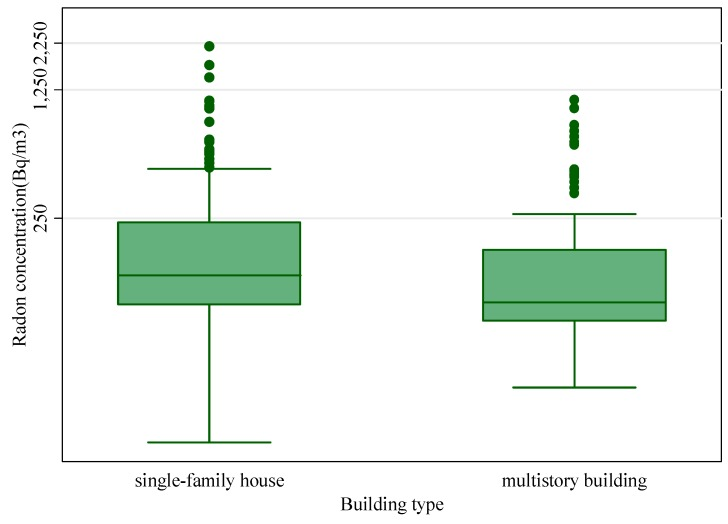 2,250
1,250
250
Radon concentration(Bq/m3)
single-family house
multistory building
Building type